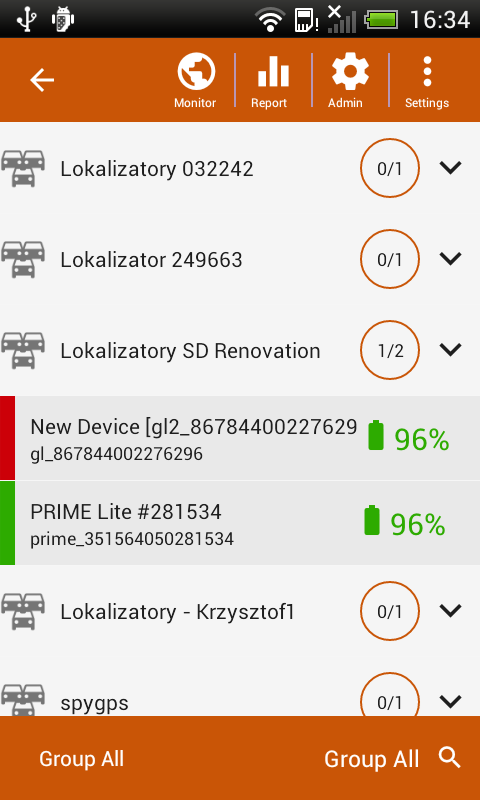 16:34
Monitor
Report
Admin
Settings
Lokalizatory 032242
0/1
Lokalizator 249663
0/1
Lokalizatory SD Renovation
1/2
New Device [gl2_86784400227629
gl_867844002276296
96%
PRIME Lite #281534
prime_351564050281534
96%
Lokalizatory - Krzysztof1
0/1
spygps
0/1
Group All
Group All